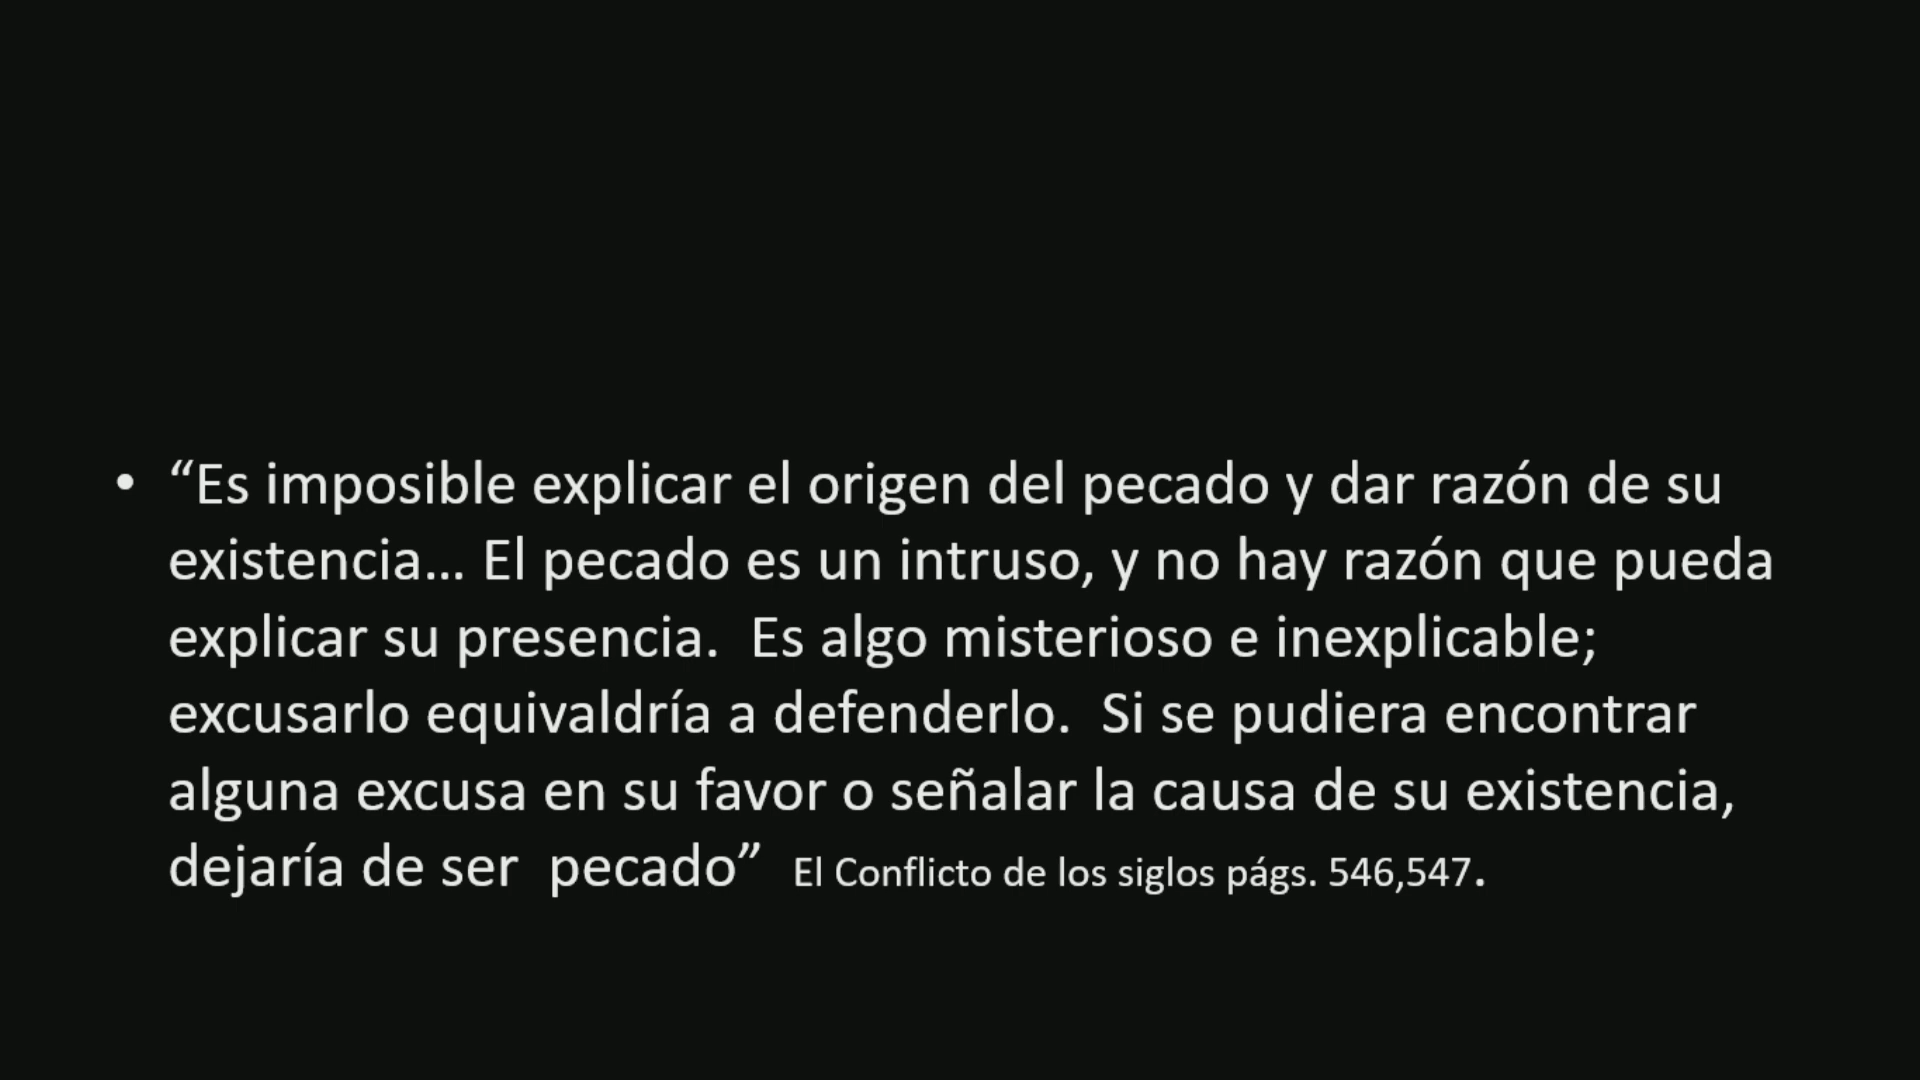 • “Es imposible explicar el origen del pecado y dar razón de su
existencia... El pecado es un intruso, y no hay razón que pueda
explicar su presencia.  Es algo misterioso e inexplicable;
excusarlo equivaldría a defenderlo.  Si se pudiera encontrar
alguna excusa en su favor o señalar la causa de su existencia,
dejaría de ser  pecado”  El Conflicto de los siglos págs. 546,547.